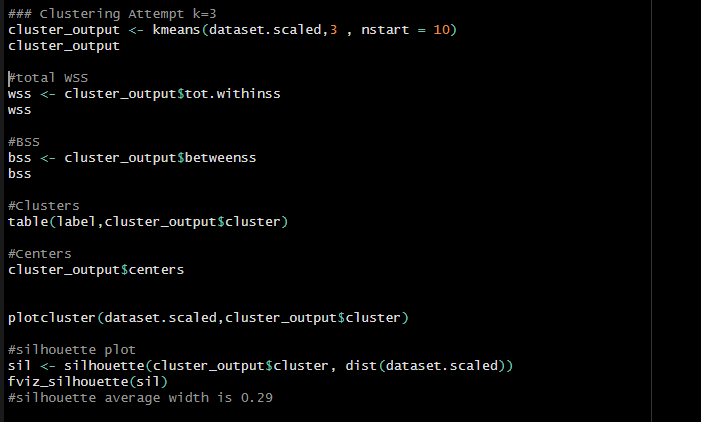 ### Clustering Attempt k=3
cluster_output <- kmeans(dataset.scaled,3 , nstart = 10)
cluster_output
#total WSS
wss <- cluster_output$tot.withinss
wss
#BSS
bss <- cluster_output$betweenss
bss
#Clusters
table(label,cluster_output$cluster)
#Centers
cluster_output$centers
plotcluster(dataset.scaled,cluster_output$cluster)
#silhouette plot
sil <- silhouette(cluster_output$cluster, dist(dataset.scaled))
fviz_silhouette(sil)
#silhouette average width is 0.29